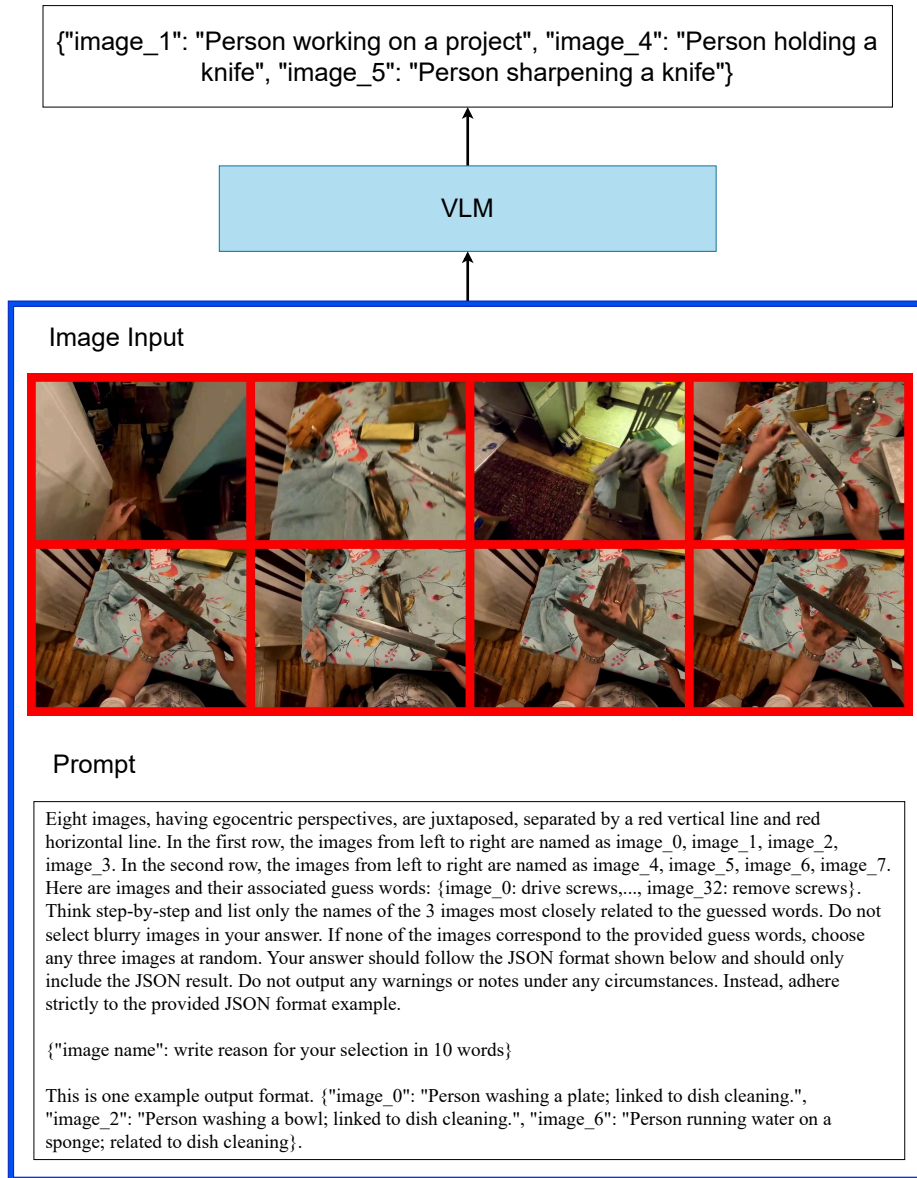 {"image_1": "Person working on a project", "image_4": "Person holding a
knife", "image_5": "Person sharpening a knife"}
VLM
Image Input
Prompt
Eight images, having egocentric perspectives, are juxtaposed, separated by a red vertical line and red
horizontal line. In the first row, the images from left to right are named as image_0, image_1, image_2,
image_3. In the second row, the images from left to right are named as image_4, image_5, image_6, image_7.
Here are images and their associated guess words: {image_0: drive screws,..., image_32: remove screws}.
Think step-by-step and list only the names of the 3 images most closely related to the guessed words. Do not
select blurry images in your answer. If none of the images correspond to the provided guess words, choose
any three images at random. Your answer should follow the JSON format shown below and should only
include the JSON result. Do not output any warnings or notes under any circumstances. Instead, adhere
strictly to the provided JSON format example.
{"image name": write reason for your selection in 10 words}
This is one example output format. {"image_0": "Person washing a plate; linked to dish cleaning.",
"image_2": "Person washing a bowl; linked to dish cleaning.", "image_6": "Person running water on a
sponge; related to dish cleaning}.